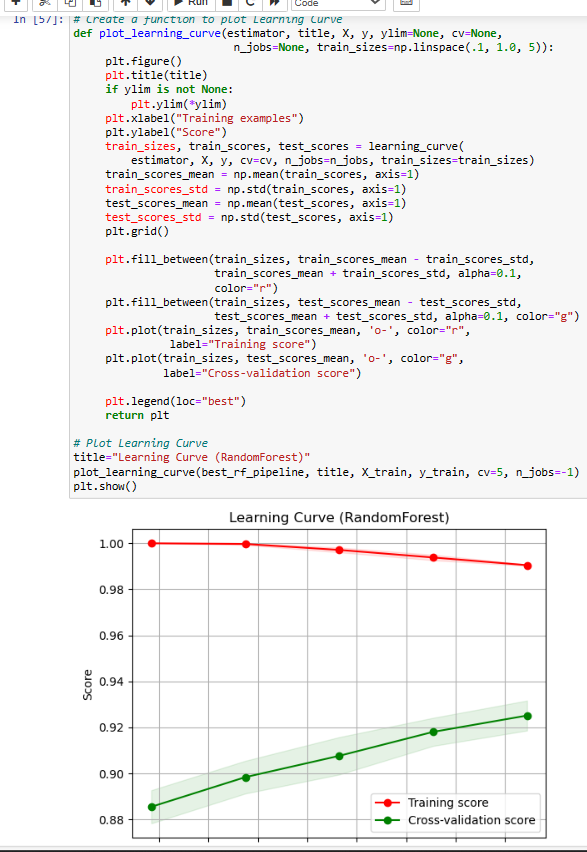 Run
Code
In [57]: # Create a function to plot Learning Curve
def plot_learning_curve(estimator, title, X, y, ylim=None, cv=None,
n_jobs=None, train_sizes=np.linspace(.1, 1.0, 5)):
plt.figure()
plt.title(title)
if ylim is not None:
plt.ylim(*ylim)
plt.xlabel("Training examples")
plt.ylabel("Score")
train_sizes, train_scores, test_scores = learning_curve(
estimator, X, y, cv=cv, n_jobs=n_jobs, train_sizes=train_sizes)
train_scores_mean = np.mean(train_scores, axis=1)
train_scores_std = np.std(train_scores, axis=1)
test_scores_mean = np.mean(test_scores, axis=1)
test_scores_std = np.std(test_scores, axis=1)
plt.grid()
plt.fill_between(train_sizes, train_scores_mean - train_scores_std,
train_scores_mean + train_scores_std, alpha=0.1,
color="r")
plt.fill_between(train_sizes, test_scores_mean - test_scores_std,
test_scores_mean + test_scores_std, alpha=0.1, color="g")
plt.plot(train_sizes, train_scores_mean, 'o-', color="r",
label="Training score")
plt.plot(train_sizes, test_scores_mean, 'o-', color="g",
label="Cross-validation score")
plt.legend(loc="best")
return plt
# Plot Learning Curve
title="Learning Curve (RandomForest)"
plot_learning_curve(best_rf_pipeline, title, X_train, y_train, cv=5, n_jobs=-1)
plt.show()
Learning Curve (RandomForest)
1.00
0.98
0.96
0.94
0.92
0.90
0.88
Score
Training score
Cross-validation score